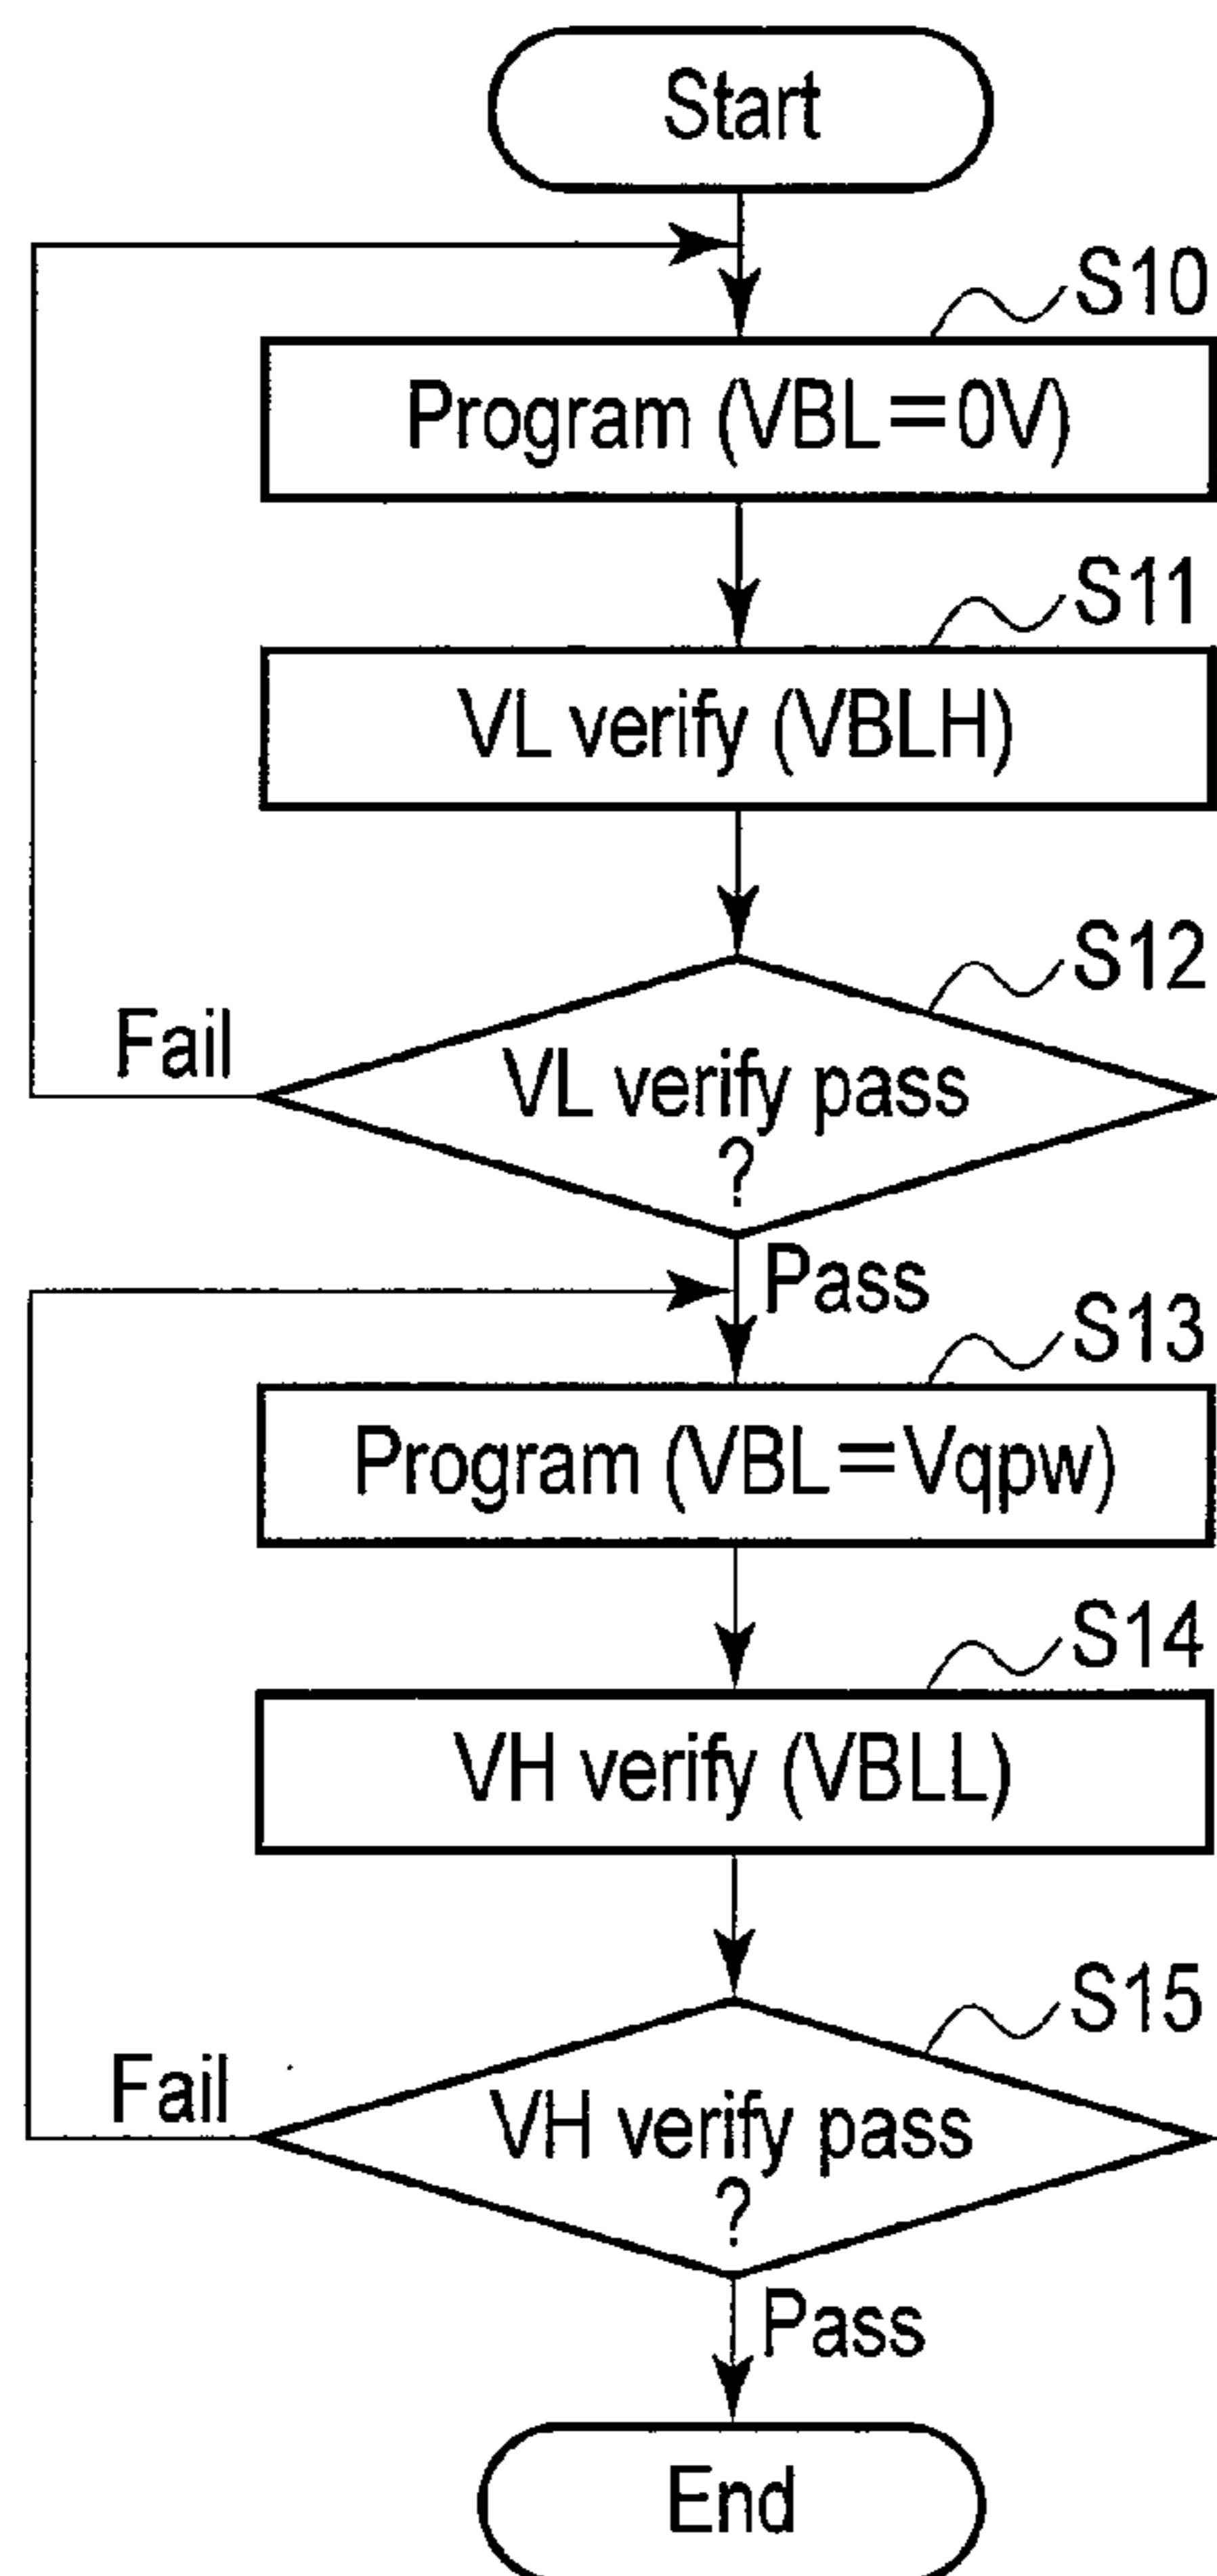 Start
S10
Program (VBL=0V)
S11
VL verify (VBLH)
S12
Fail
VL verify pass
?
Pass
S13
Program (VBL=Vqpw)
S14
VH verify (VBLL)
S15
Fail
VH verify pass
?
Pass
End